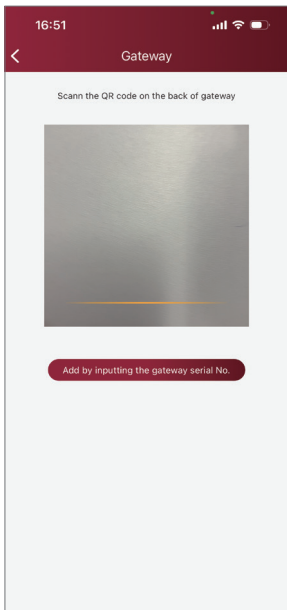 16:51
Gateway
Scann the QR code on the back of gateway
Add by inputting the gateway serial No.